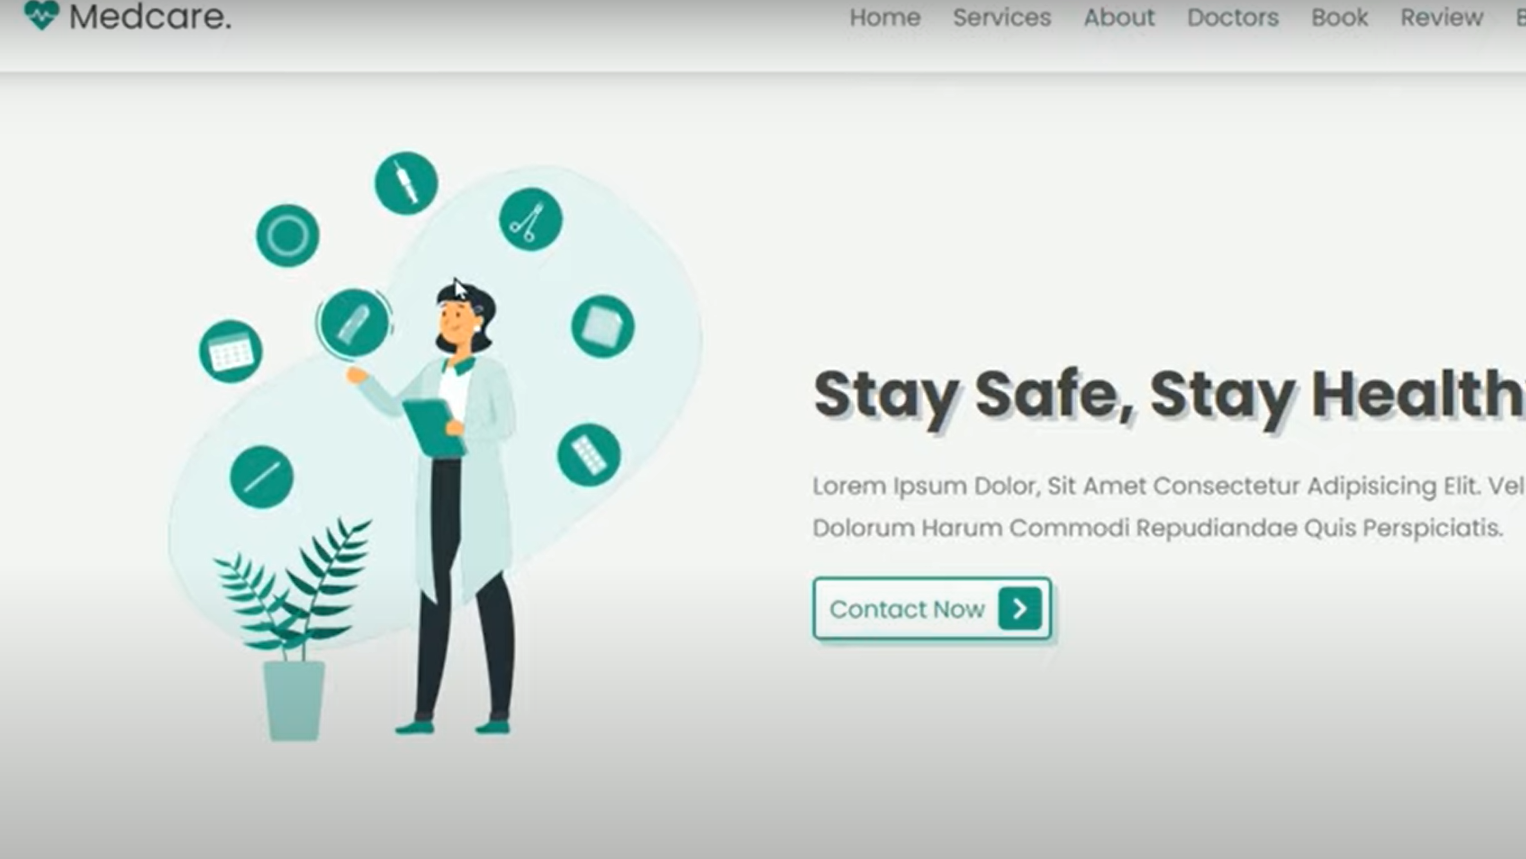 Medcare.
Home Services About Doctors Book Review
Stay Safe, Stay Health
Lorem Ipsum Dolor, Sit Amet Consectetur Adipisicing Elit. Vel
Dolorum Harum Commodi Repudiandae Quis Perspiciatis.
Contact Now